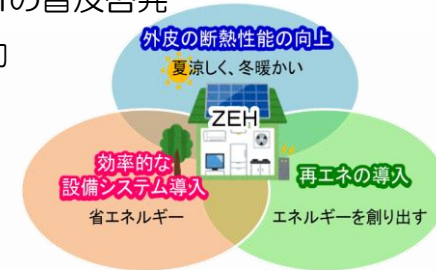 の普及啓発
外皮の断熱性能の向上
夏涼しく、冬暖かい
ZEH
効率的な
設備システム導入
省エネルギー
再エネの導入
エネルギーを創り出す